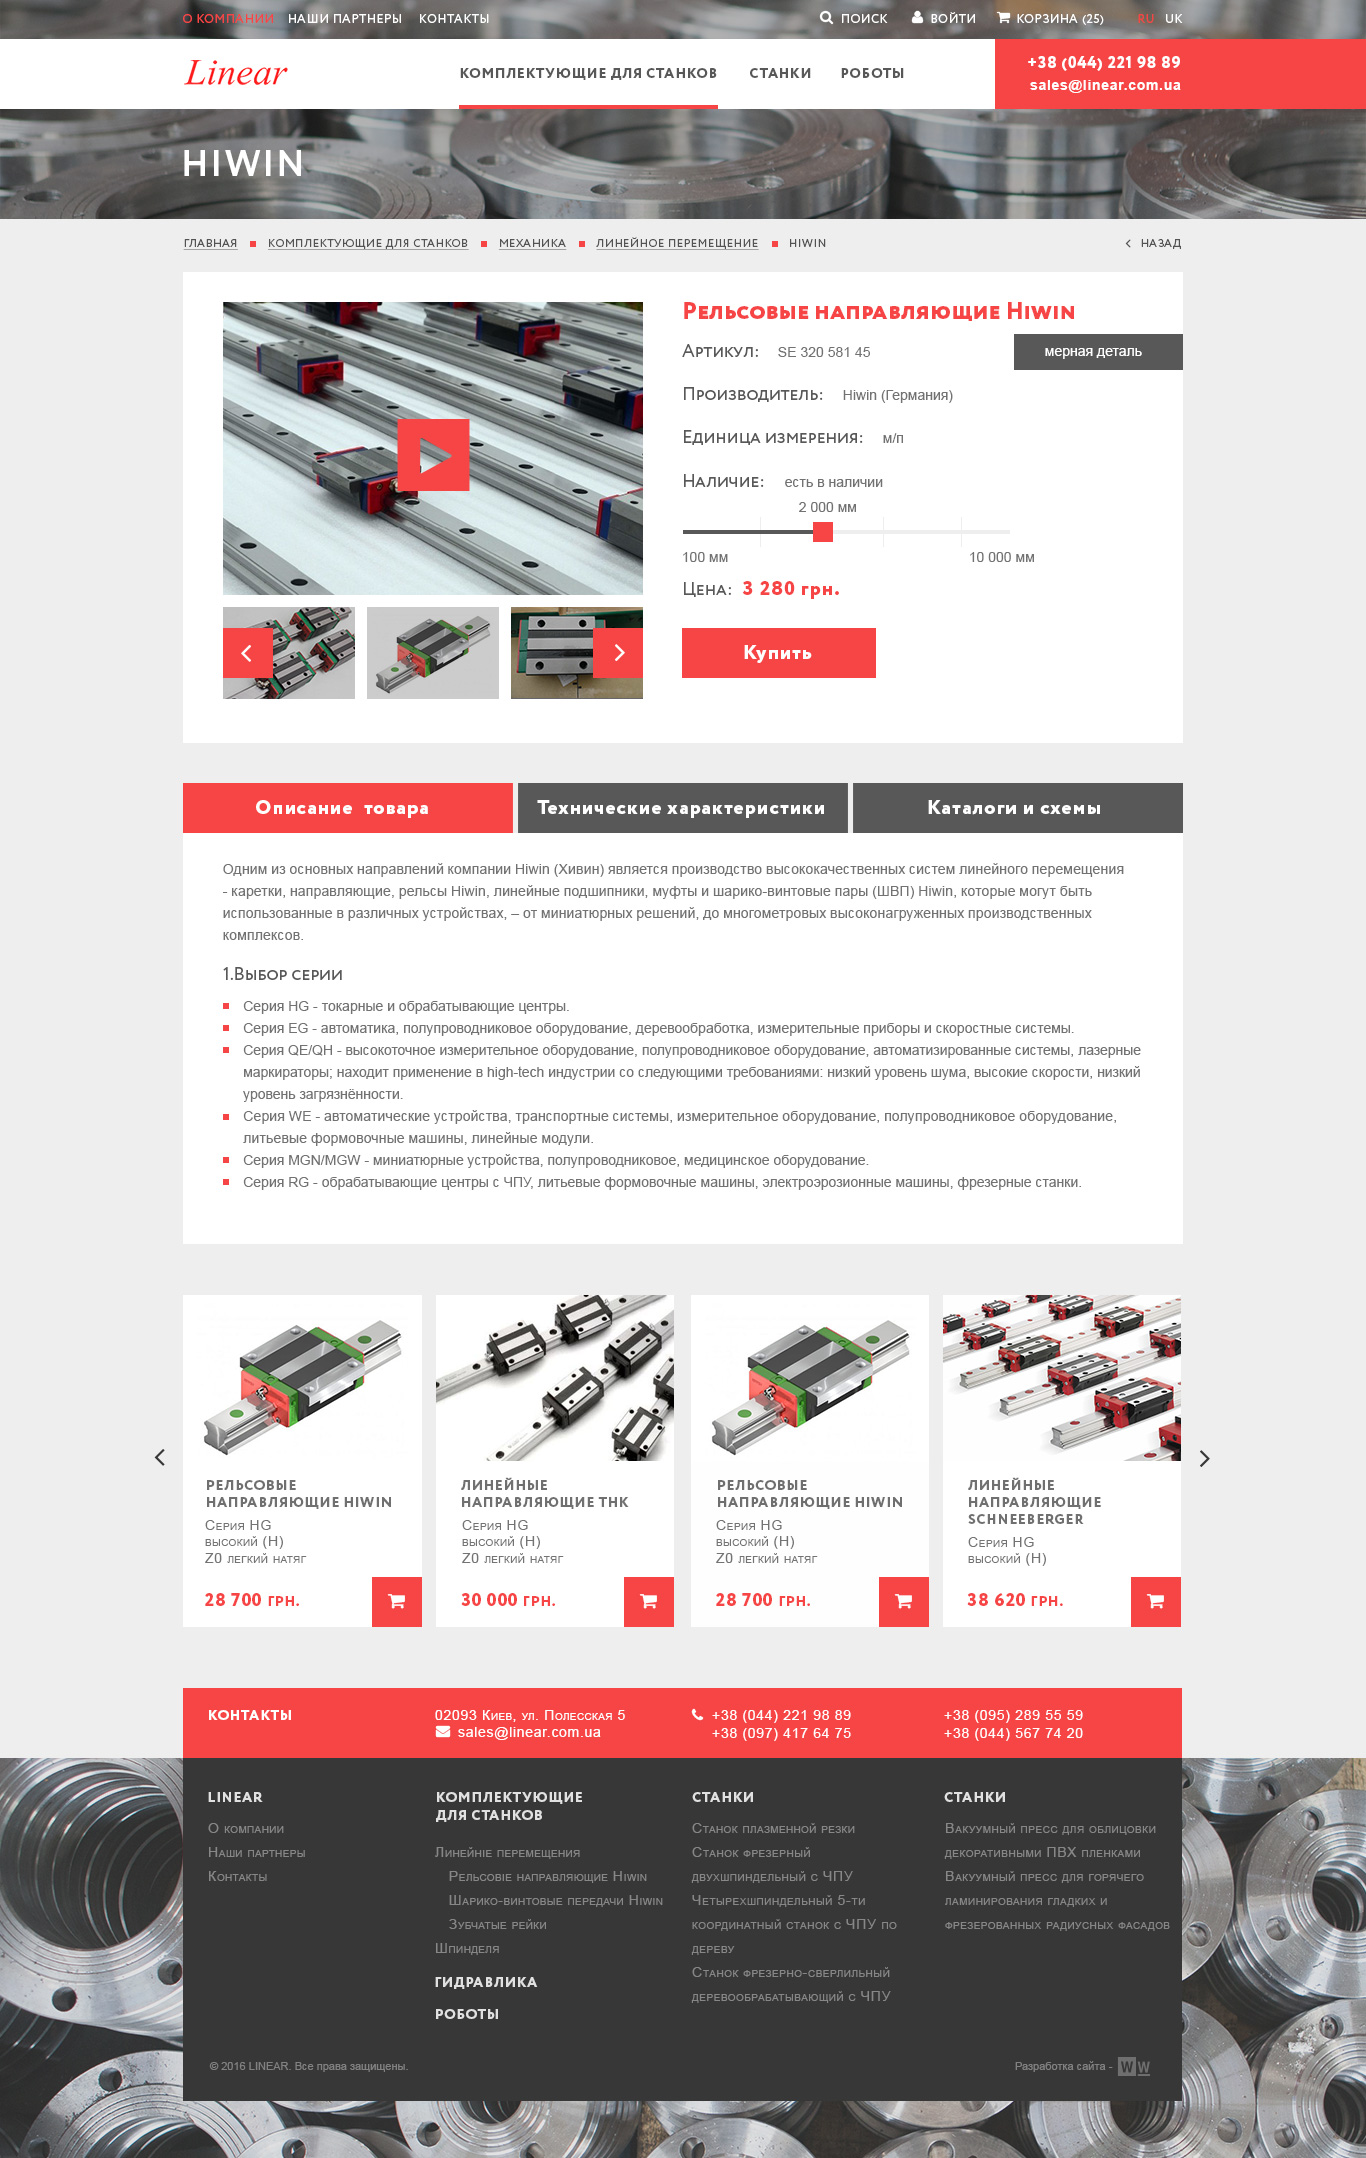 О КОМПАНИИ НАШИ ПАРТНЕРЫ КОНТАКТЫ ПОИСК ВОЙТИ КОРЗИНА (25) RU UK
Linear КОМПЛЕКТУЮЩИЕ ДЛЯ СТАНКОВ СТАНКИ РОБОТЫ
+38 (044) 221 98 89
sales@linear.com.ua
HIWIN
ГЛАВНАЯ КОМПЛЕКТУЮЩИЕ ДЛЯ СТАНКОВ МЕХАНИКА ЛИНЕЙНОЕ ПЕРЕМЕЩЕНИЕ HIWIN НАЗАД
Рельсовые направляющие Hiwin
Артикул: SE 320 581 45
мерная деталь
Производитель: Hiwin (Германия)
Единица измерения: м/п
Наличие: есть в наличии
2 000 мм
100 мм 10 000 мм
Цена: 3 280 грн.
Купить
Описание товара Технические характеристики Каталоги и схемы
Одним из основных направлений компании Hiwin (Хивин) является производство высококачественных систем линейного перемещения
- каретки, направляющие, рельсы Hiwin, линейные подшипники, муфты и шарико-винтовые пары (ШВП) Hiwin, которые могут быть
использованные в различных устройствах, – от миниатюрных решений, до многометровых высоконагруженных производственных
комплексов.
1.Выбор серии
Серия HG - токарные и обрабатывающие центры.
Серия EG - автоматика, полупроводниковое оборудование, деревообработка, измерительные приборы и скоростные системы.
Серия QE/QH - высокоточное измерительное оборудование, полупроводниковое оборудование, автоматизированные системы, лазерные
маркираторы; находит применение в high-tech индустрии со следующими требованиями: низкий уровень шума, высокие скорости, низкий
уровень загрязнённости.
Серия WE - автоматические устройства, транспортные системы, измерительное оборудование, полупроводниковое оборудование,
литьевые формовочные машины, линейные модули.
Серия MGN/MGW - миниатюрные устройства, полупроводниковое, медицинское оборудование.
Серия RG - обрабатывающие центры с ЧПУ, литьевые формовочные машины, электроэрозионные машины, фрезерные станки.
РЕЛЬСОВЫЕ
НАПРАВЛЯЮЩИЕ HIWIN
Серия HG
высокий (H)
Z0 легкий натяг
28 700 грн.
ЛИНЕЙНЫЕ
НАПРАВЛЯЮЩИЕ THK
Серия HG
высокий (H)
Z0 легкий натяг
30 000 грн.
РЕЛЬСОВЫЕ
НАПРАВЛЯЮЩИЕ HIWIN
Серия HG
высокий (H)
Z0 легкий натяг
28 700 грн.
ЛИНЕЙНЫЕ
НАПРАВЛЯЮЩИЕ
SCHNEEBERGER
Серия HG
высокий (H)
38 620 грн.
КОНТАКТЫ
02093 Киев, ул. Полесская 5
sales@linear.com.ua
+38 (044) 221 98 89
+38 (097) 417 64 75
+38 (095) 289 55 59
+38 (044) 567 74 20
LINEAR
О компании
Наши партнеры
Контакты
КОМПЛЕКТУЮЩИЕ
ДЛЯ СТАНКОВ
Линейніе перемещения
Рельсовіе направляющие Hiwin
Шарико-винтовые передачи Hiwin
Зубчатые рейки
Шпинделя
ГИДРАВЛИКА
РОБОТЫ
СТАНКИ
Станок плазменной резки
Станок фрезерный
двухшпиндельный с ЧПУ
Четырехшпиндельный 5-ти
координатный станок с ЧПУ по
дереву
Станок фрезерно-сверлильный
деревообрабатывающий с ЧПУ
СТАНКИ
Вакуумный пресс для облицовки
декоративными ПВХ пленками
Вакуумный пресс для горячего
ламинирования гладких и
фрезерованных радиусных фасадов
© 2016 LINEAR. Все права защищены.
Разработка сайта - WW